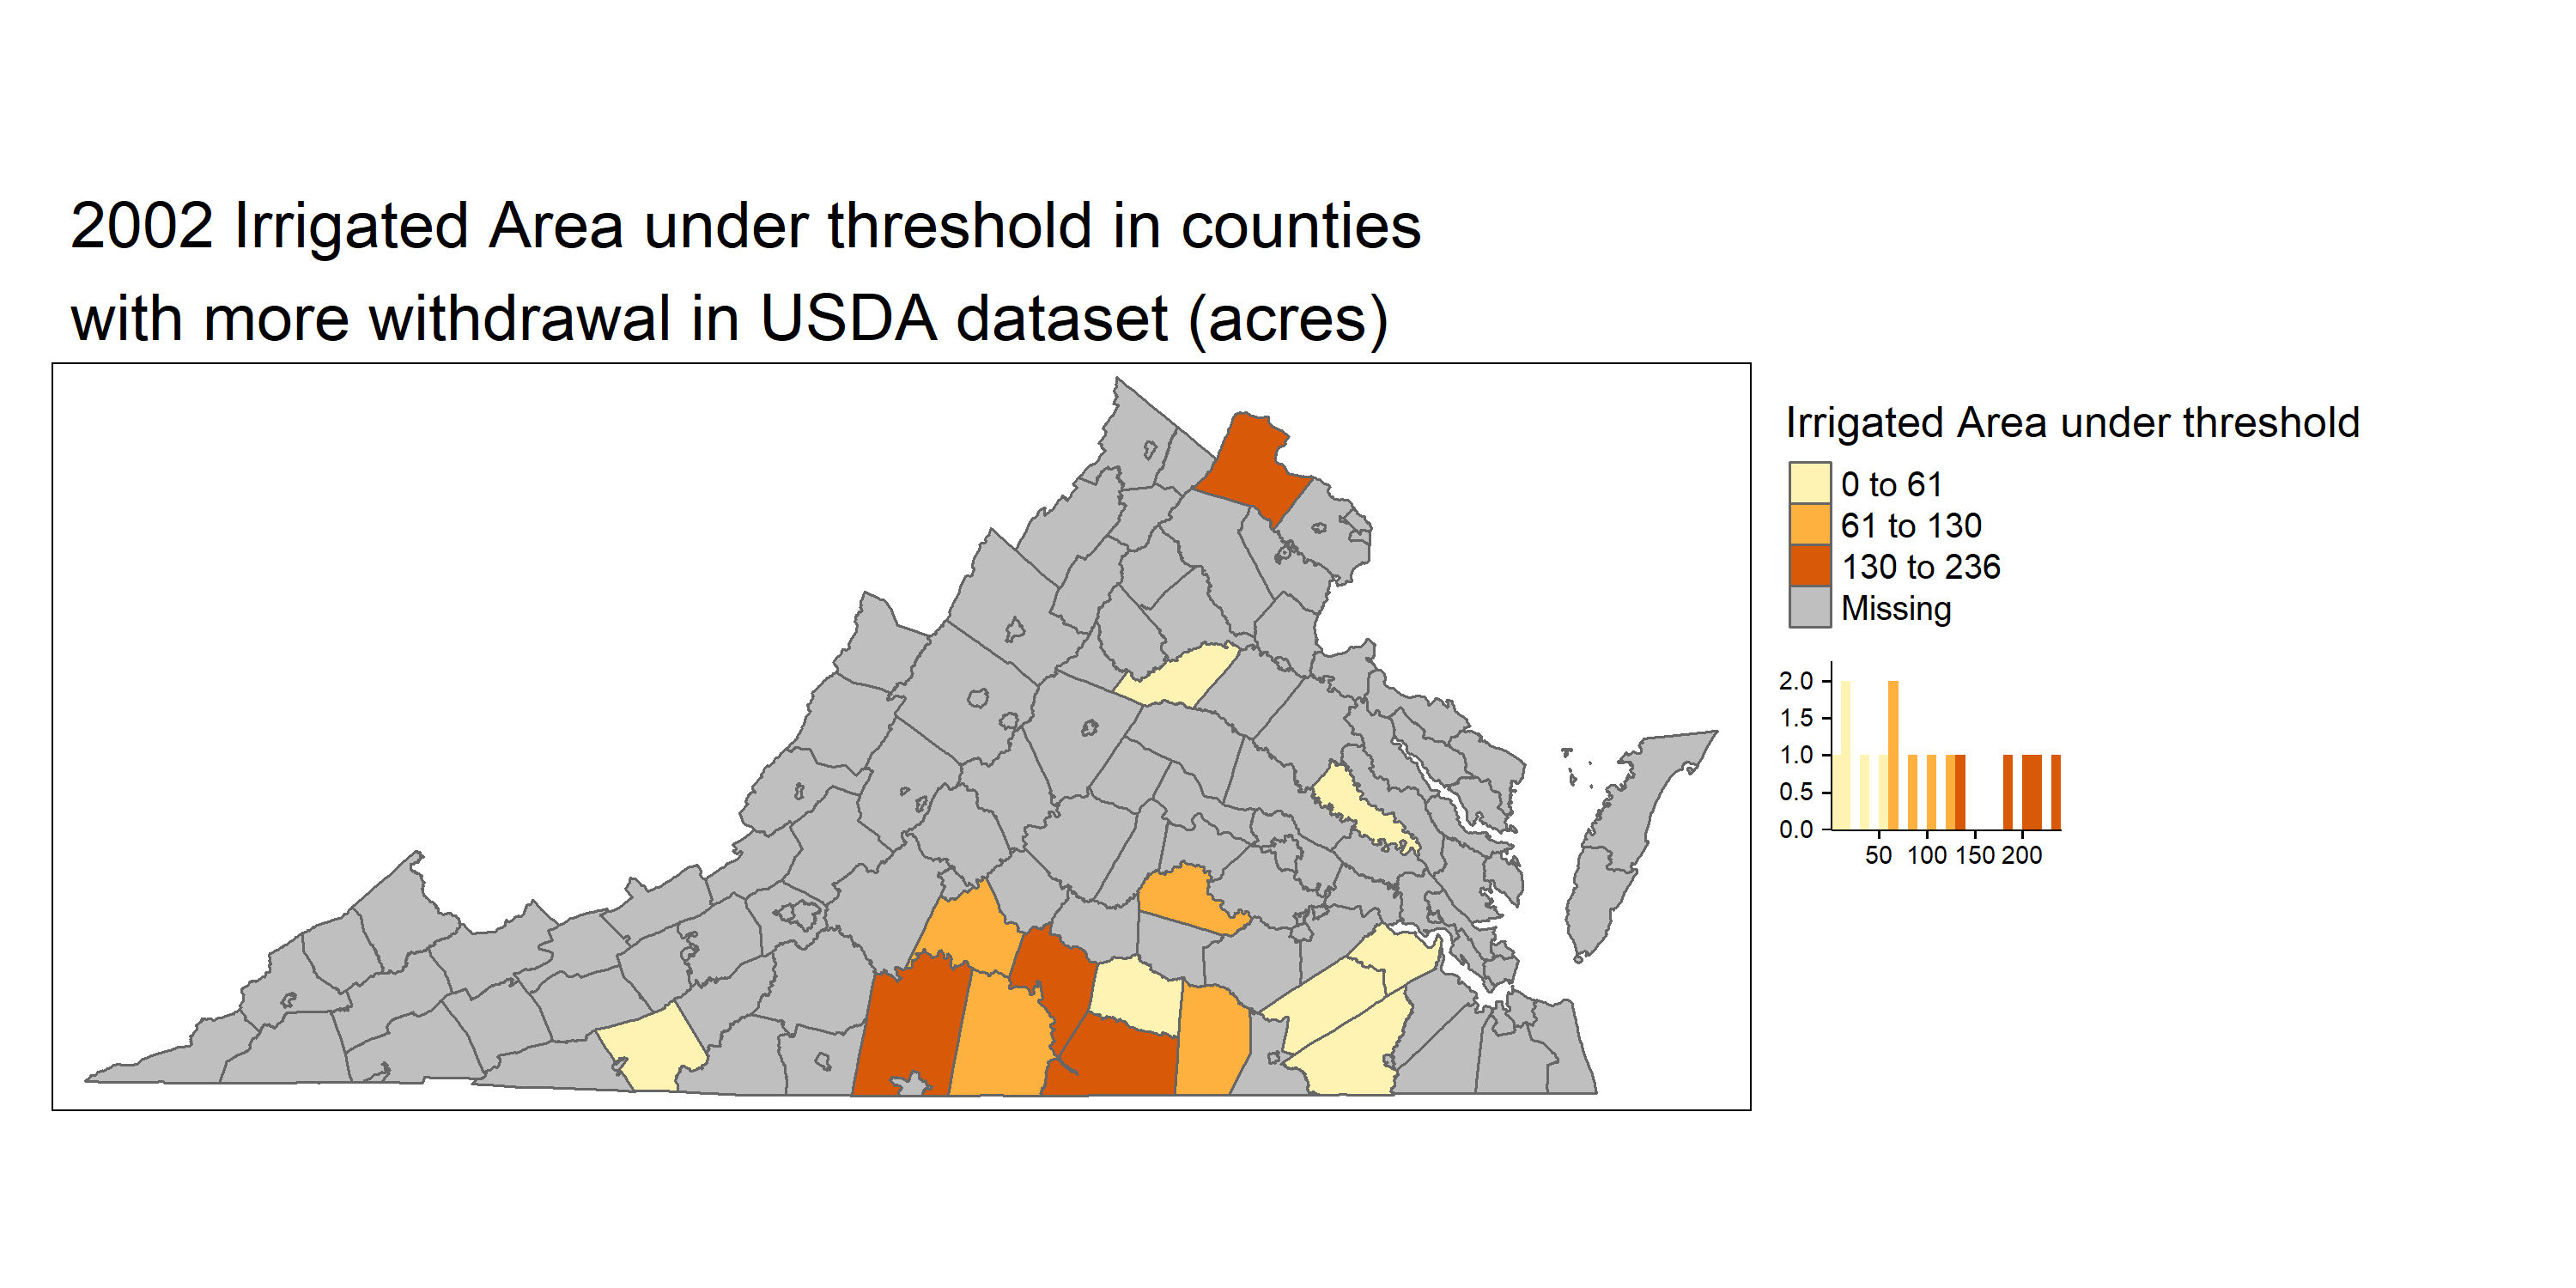 2002 Irrigated Area under threshold in counties
with more withdrawal in USDA dataset (acres)
Irrigated Area under threshold
0 to 61
61 to 130
130 to 236
Missing
2.0
1.5
1.0
0.5
0.0
50 100 150 200